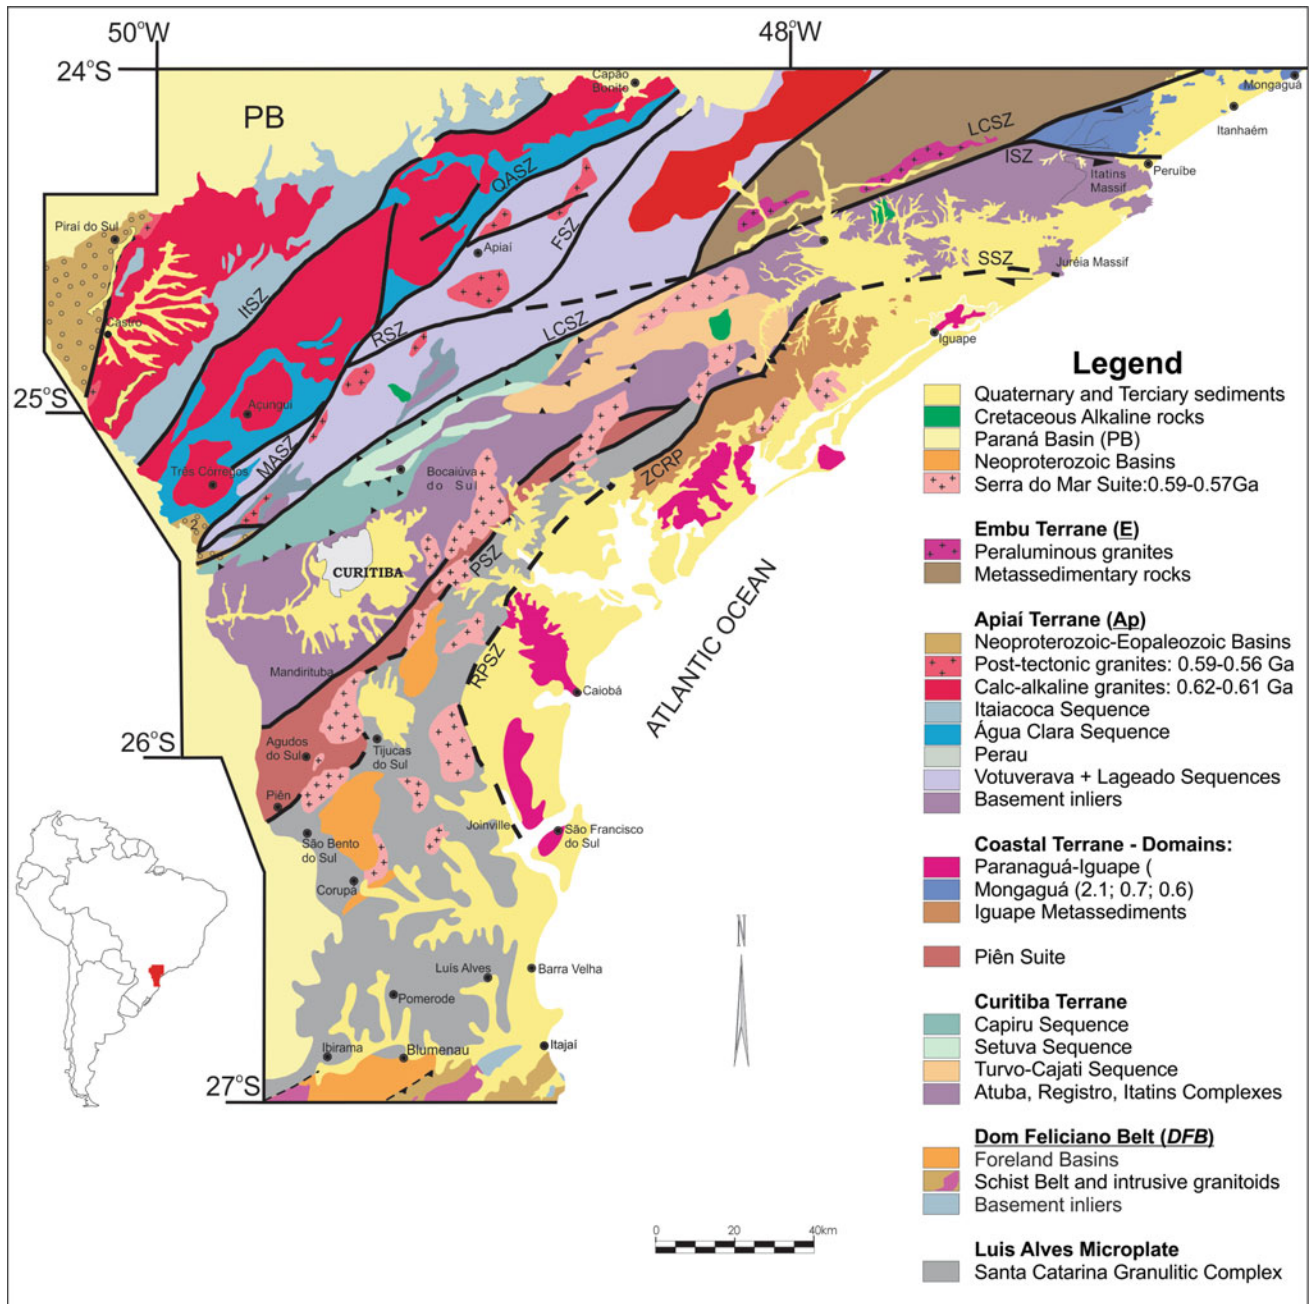 50°W
48°W
24°S
Capão
Bonito
Mongaguá
PB
LCSZ
Itanhaém
ISZ
QASZ
Itatins
Massif
Peruíbe
Piraí do Sul
FSZ
Apiaí
SSZ
Juréia Massif
ItISZ
Castro
RSZ
LCSZ
Iguape
25°S
Açungui
MASZ
Três Córregos
Bocaiúva
do Sul
ZCRP
2
CURITIBA
PSZ
ATLANTIC OCEAN
Mandirituba
RPSZ
Caiobá
26°S
Agudos
do Sul
Tijucas
do Sul
Piên
Joinville
São Francisco
do Sul
São Bento
do Sul
Corupá
Luís Alves
Barra Velha
Pomerode
Ibirama
Blumenau
Itajaí
27°S
N
0 20 40km
Legend
Quaternary and Terciary sediments
Cretaceous Alkaline rocks
Paraná Basin (PB)
Neoproterozoic Basins
Serra do Mar Suite:0.59-0.57Ga
Embu Terrane (E)
Peraluminous granites
Metassedimentary rocks
Apiaí Terrane (Ap)
Neoproterozoic-Eopaleozoic Basins
Post-tectonic granites: 0.59-0.56 Ga
Calc-alkaline granites: 0.62-0.61 Ga
Itaiacoca Sequence
Água Clara Sequence
Perau
Votuverava + Lageado Sequences
Basement inliers
Coastal Terrane - Domains:
Paranaguá-Iguape (
Mongaguá (2.1; 0.7; 0.6)
Iguape Metassediments
Piên Suite
Curitiba Terrane
Capiru Sequence
Setuva Sequence
Turvo-Cajati Sequence
Atuba, Registro, Itatins Complexes
Dom Feliciano Belt (DFB)
Foreland Basins
Schist Belt and intrusive granitoids
Basement inliers
Luis Alves Microplate
Santa Catarina Granulitic Complex